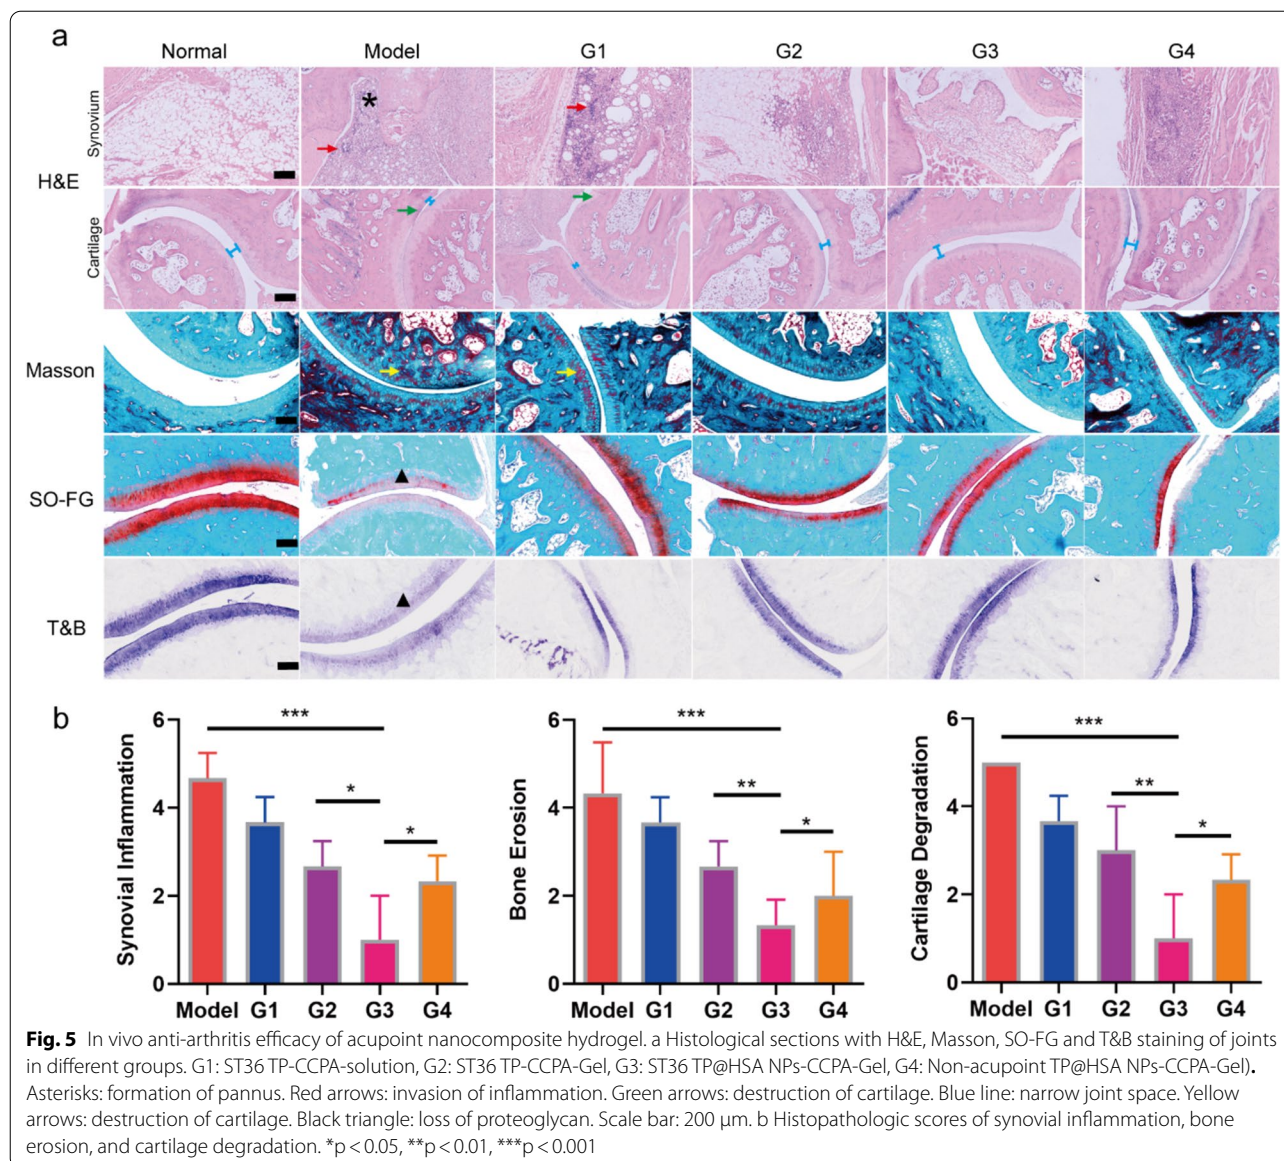 a
Normal Model G1 G2 G3 G4
H&E
Synovium
*
Cartilage
Masson
SO-FG
T&B
b
Synovial Inflammation
6
4
2
0
***
*
*
Model G1 G2 G3 G4
Bone Erosion
6
4
2
0
***
**
*
Model G1 G2 G3 G4
Cartilage Degradation
6
4
2
0
***
**
*
Model G1 G2 G3 G4
Fig. 5 In vivo anti-arthritis efficacy of acupoint nanocomposite hydrogel. a Histological sections with H&E, Masson, SO-FG and T&B staining of joints
in different groups. G1: ST36 TP-CCPA-solution, G2: ST36 TP-CCPA-Gel, G3: ST36 TP@HSA NPs-CCPA-Gel, G4: Non-acupoint TP@HSA NPs-CCPA-Gel).
Asterisks: formation of pannus. Red arrows: invasion of inflammation. Green arrows: destruction of cartilage. Blue line: narrow joint space. Yellow
arrows: destruction of cartilage. Black triangle: loss of proteoglycan. Scale bar: 200 μm. b Histopathologic scores of synovial inflammation, bone
erosion, and cartilage degradation. *p < 0.05, **p < 0.01, ***p < 0.001